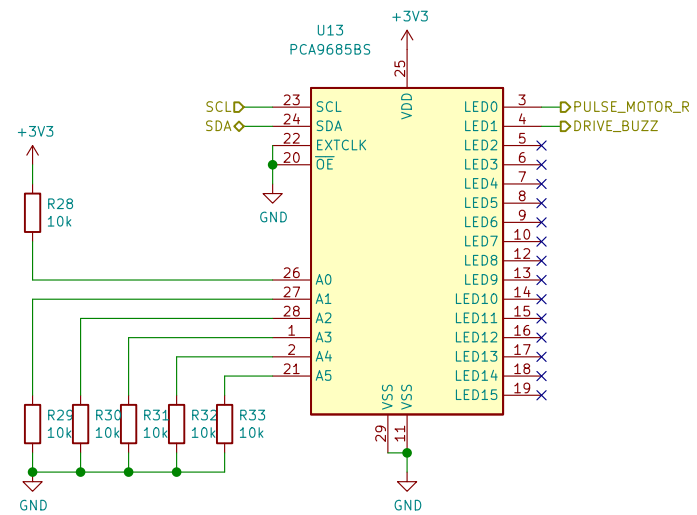 +3V3
U13
PCA9685BS
25
VDD
SCL 23 SCL
SDA 24 SDA
22 EXTCLK
20 OE
GND
+3V3
R28
10k
26 A0
27 A1
28 A2
1 A3
2 A4
21 A5
LED0 3 PULSE_MOTOR_R
LED1 4 DRIVE_BUZZ
LED2 5
LED3 6
LED4 7
LED5 8
LED6 9
LED7 10
LED8 12
LED9 13
LED10 14
LED11 15
LED12 16
LED13 17
LED14 18
LED15 19
VSS VSS
29 11
R29 R30 R31 R32 R33
10k 10k 10k 10k 10k
GND
GND